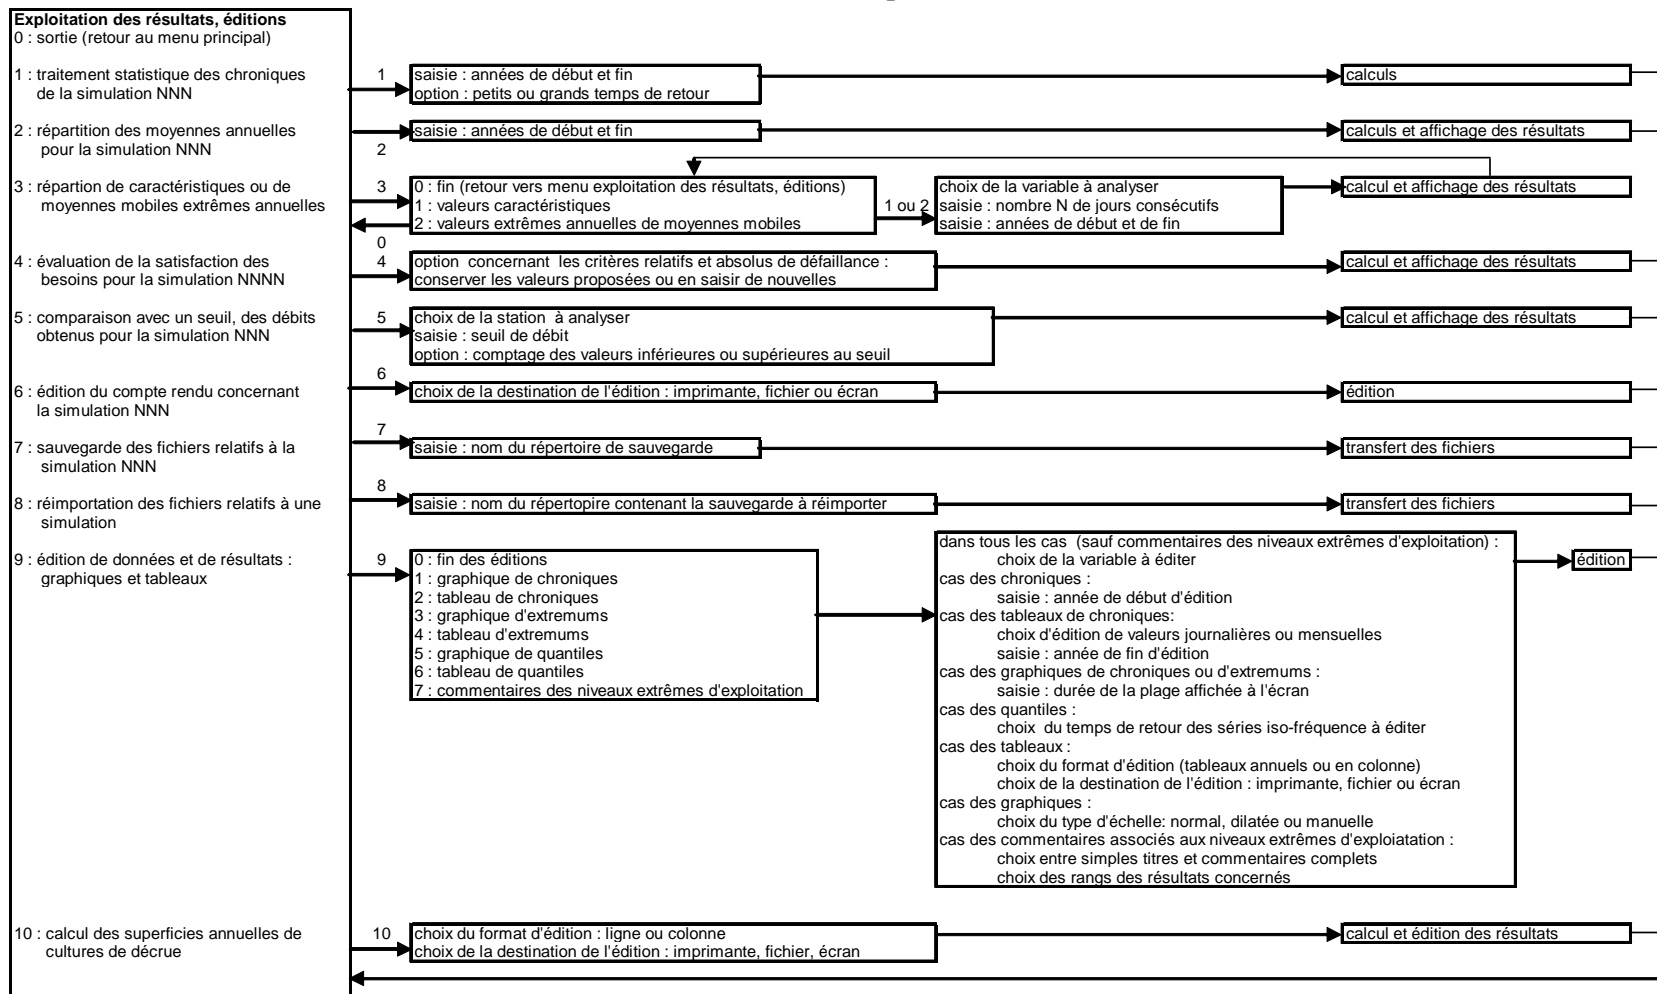 Exploitation des résultats, éditions
0 : sortie (retour au menu principal)
1 : traitement statistique des chroniques
de la simulation NNN
1
saisie : années de début et fin
option : petits ou grands temps de retour
calculs
2 : répartition des moyennes annuelles
pour la simulation NNN
2
saisie : années de début et fin
calculs et affichage des résultats
3 : répartion de caractéristiques ou de
moyennes mobiles extrêmes annuelles
3
0 : fin (retour vers menu exploitation des résultats, éditions)
1 : valeurs caractéristiques
2 : valeurs extrêmes annuelles de moyennes mobiles
1 ou 2
choix de la variable à analyser
saisie : nombre N de jours consécutifs
saisie : années de début et de fin
calcul et affichage des résultats
0
4 : évaluation de la satisfaction des
besoins pour la simulation NNNN
4
option  concernant  les critères relatifs et absolus de défaillance :
conserver les valeurs proposées ou en saisir de nouvelles
calcul et affichage des résultats
5 : comparaison avec un seuil, des débits
obtenus pour la simulation NNN
5
choix de la station  à analyser
saisie : seuil de débit
option : comptage des valeurs inférieures ou supérieures au seuil
calcul et affichage des résultats
6 : édition du compte rendu concernant
la simulation NNN
6
choix de la destination de l'édition : imprimante, fichier ou écran
édition
7 : sauvegarde des fichiers relatifs à la
simulation NNN
7
saisie : nom du répertoire de sauvegarde
transfert des fichiers
8 : réimportation des fichiers relatifs à une
simulation
8
saisie : nom du répertopire contenant la sauvegarde à réimporter
transfert des fichiers
9 : édition de données et de résultats :
graphiques et tableaux
9
0 : fin des éditions
1 : graphique de chroniques
2 : tableau de chroniques
3 : graphique d'extremums
4 : tableau d'extremums
5 : graphique de quantiles
6 : tableau de quantiles
7 : commentaires des niveaux extrêmes d'exploitation
dans tous les cas  (sauf commentaires des niveaux extrêmes d'exploitation) :
choix de la variable à éditer
cas des chroniques :
saisie : année de début d'édition
cas des tableaux de chroniques:
choix d'édition de valeurs journalières ou mensuelles
saisie : année de fin d'édition
cas des graphiques de chroniques ou d'extremums :
saisie : durée de la plage affichée à l'écran
cas des quantiles :
choix  du temps de retour des séries iso-fréquence à éditer
cas des tableaux :
choix du format d'édition (tableaux annuels ou en colonne)
choix de la destination de l'édition : imprimante, fichier ou écran
cas des graphiques :
choix du type d'échelle: normal, dilatée ou manuelle
cas des commentaires associés aux niveaux extrêmes d'exploiatation :
choix entre simples titres et commentaires complets
choix des rangs des résultats concernés
édition
10 : calcul des superficies annuelles de
cultures de décrue
10
choix du format d'édition : ligne ou colonne
choix de la destination de l'édition : imprimante, fichier, écran
calcul et édition des résultats